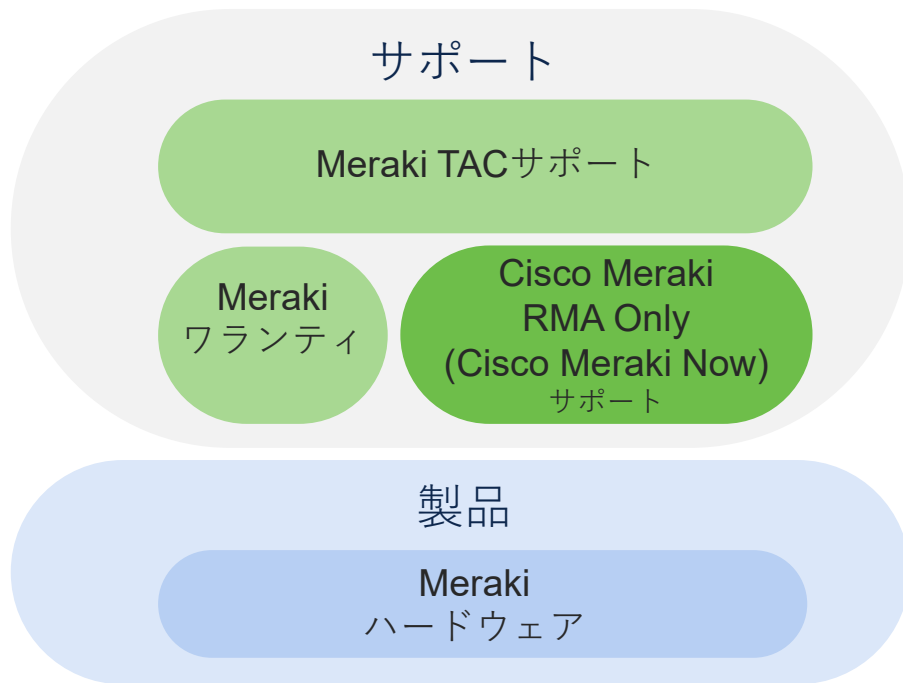 サポート
Meraki TACサポート
Meraki
ワランティ
Cisco Meraki
RMA Only
(Cisco Meraki Now)
サポート
製品
Meraki
ハードウェア